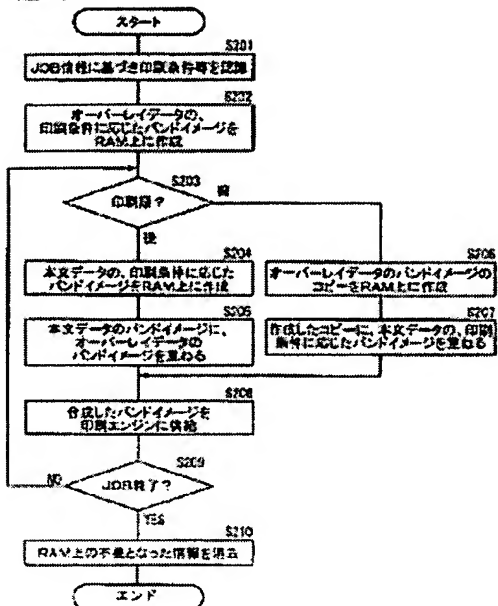 スタート
S201
JOB情報に基づき印刷条件等を認識
S202
オーバーレイデータの、
印刷条件に応じたバンドイメージを
RAM上に作成
S203
印刷順?
前
後
S204
本文データの、印刷条件に応じた
バンドイメージをRAM上に作成
S206
オーバーレイデータのバンドイメージの
コピーをRAM上に作成
S205
本文データのバンドイメージに、
オーバーレイデータの
バンドイメージを重ねる
S207
作成したコピーに、本文データの、印刷
条件に応じたバンドイメージを重ねる
S208
合成したバンドイメージを
印刷エンジンに供給
S209
NO
JOB終了?
YES
S210
RAM上の不要となった情報を消去
エンド